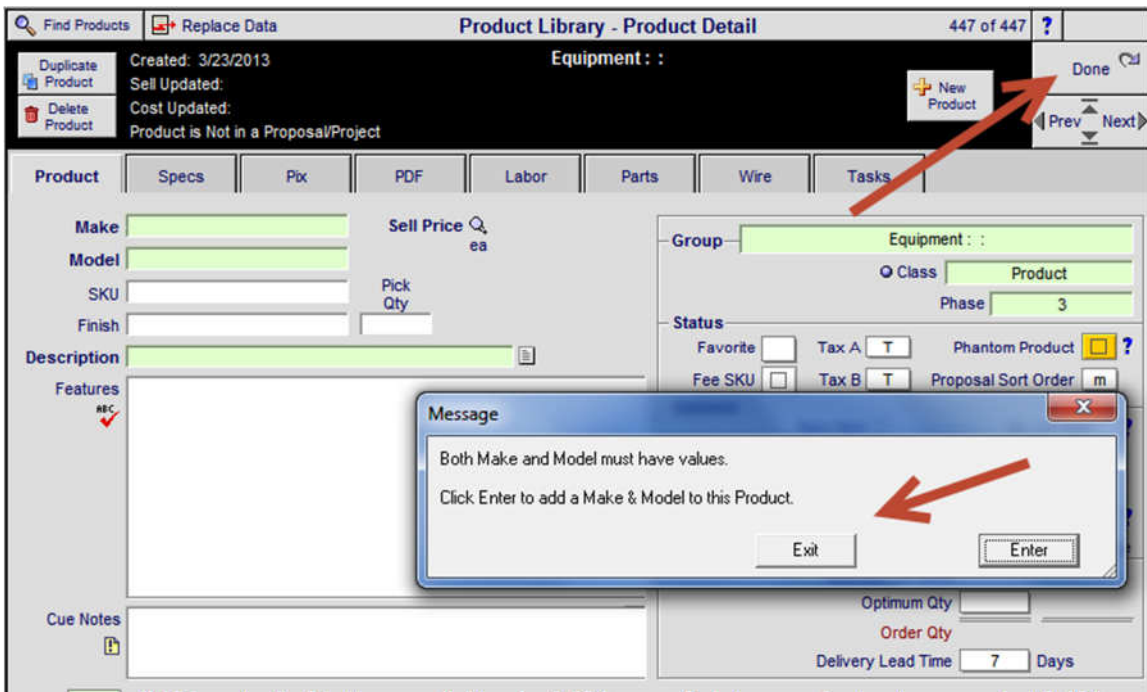 Find Products Replace Data Product Library - Product Detail 447 of 447 ?
Duplicate Product
Delete Product
Created: 3/23/2013
Sell Updated:
Cost Updated:
Product is Not in a Proposal/Project
Equipment : :
New Product
Done
Prev Next
Product Specs Pix PDF Labor Parts Wire Tasks
Make
Model
SKU
Finish
Description
Sell Price
ea
Pick Qty
Group Equipment : :
Class Product
Phase 3
Status
Favorite Tax A T Phantom Product ?
Fee SKU Tax B T Proposal Sort Order m
Features
ABC
Message
X
Both Make and Model must have values.
Click Enter to add a Make & Model to this Product.
Exit Enter
Cue Notes
Optimum Qty
Order Qty
Delivery Lead Time 7 Days